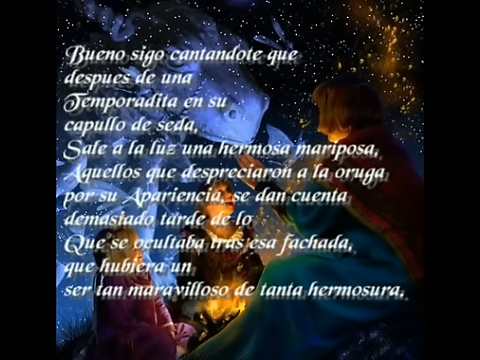 Bueno sigo cantandote que
despues de una
Temporadita en su
capullo de seda,
Sale a la luz una hermosa mariposa,
Aquellos que despreciaron a la oruga
por su Apariencia, se dan cuenta
demasiado tarde de lo
Que se ocultaba tras esa fachada,
que hubiera un
ser tan maravilloso de tanta hermosura.